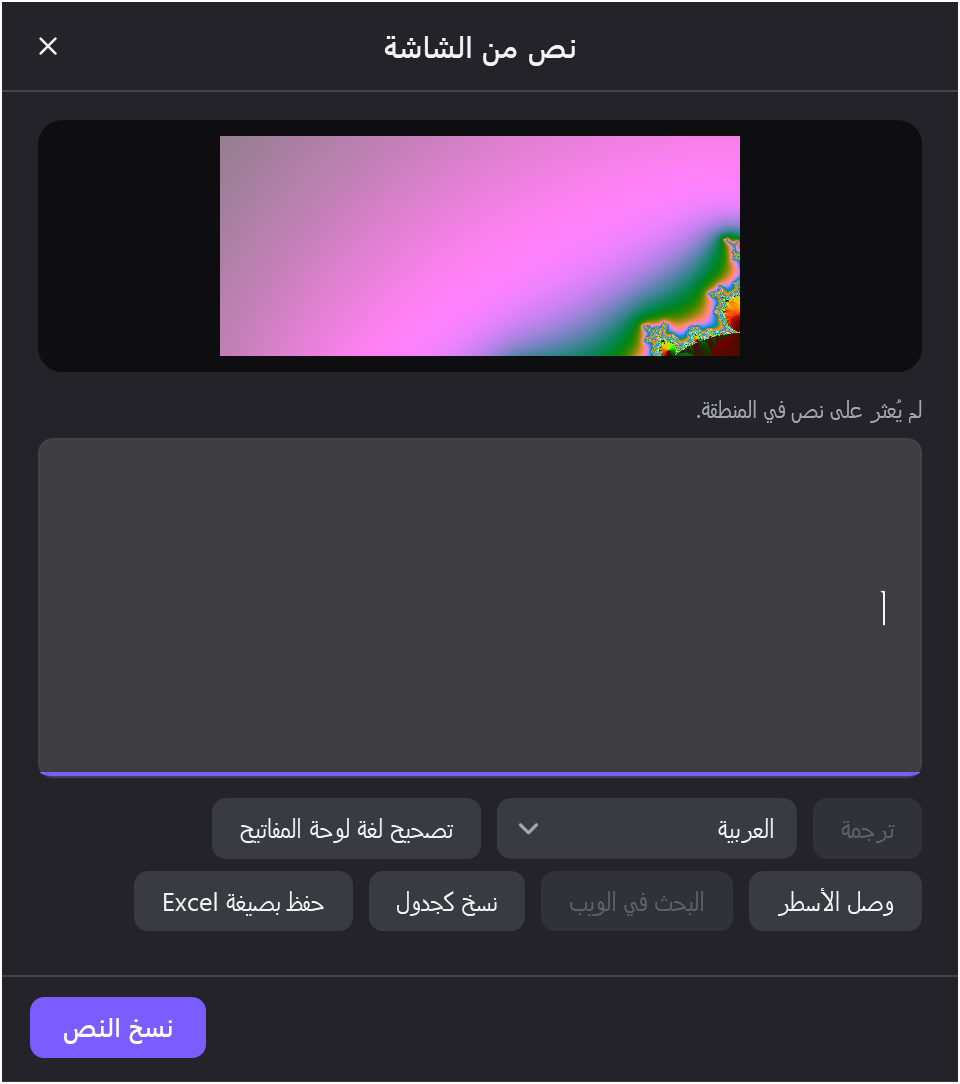 نص من الشاشة
لم يُعثر على نص في المنطقة.
ترجمة
العربية
تصحيح لغة لوحة المفاتيح
وصل الأسطر
البحث في الويب
نسخ كجدول
حفظ بصيغة Excel
نسخ النص